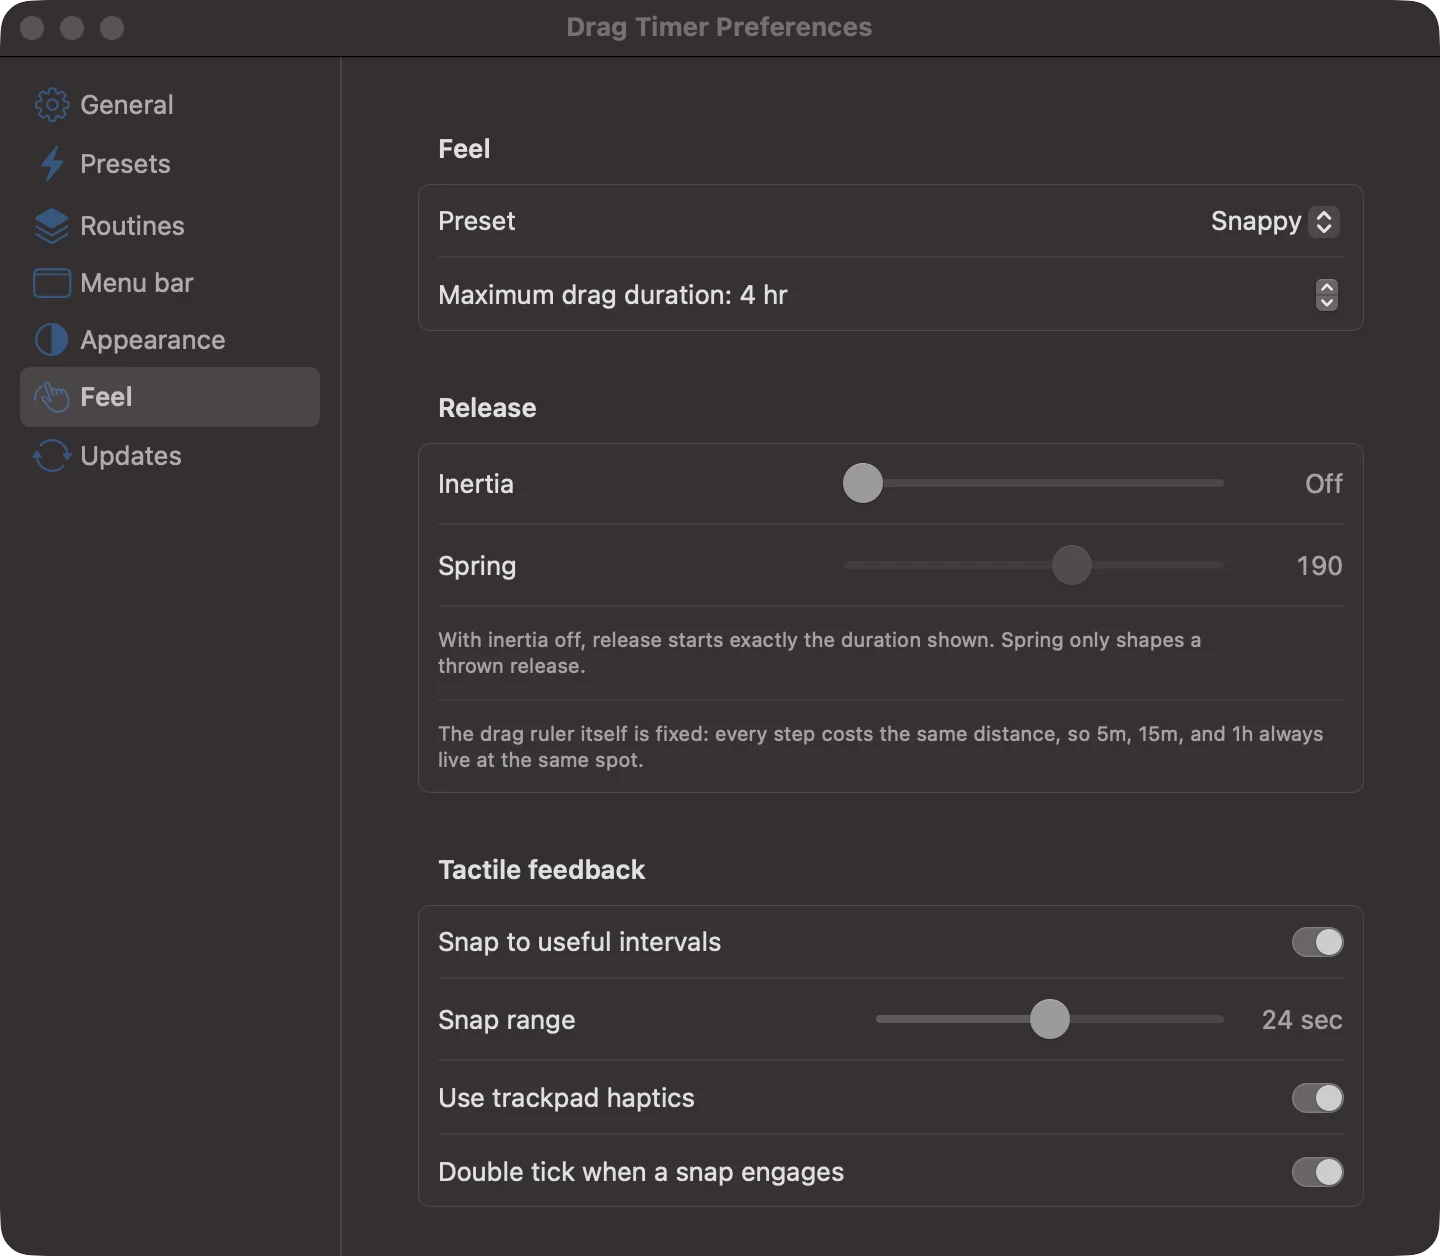 Drag Timer Preferences
General
Presets
Routines
Menu bar
Appearance
Feel
Updates
Feel
Preset
Snappy
Maximum drag duration: 4 hr
Release
Inertia
Off
Spring
190
With inertia off, release starts exactly the duration shown. Spring only shapes a
thrown release.
The drag ruler itself is fixed: every step costs the same distance, so 5m, 15m, and 1h always
live at the same spot.
Tactile feedback
Snap to useful intervals
Snap range
24 sec
Use trackpad haptics
Double tick when a snap engages